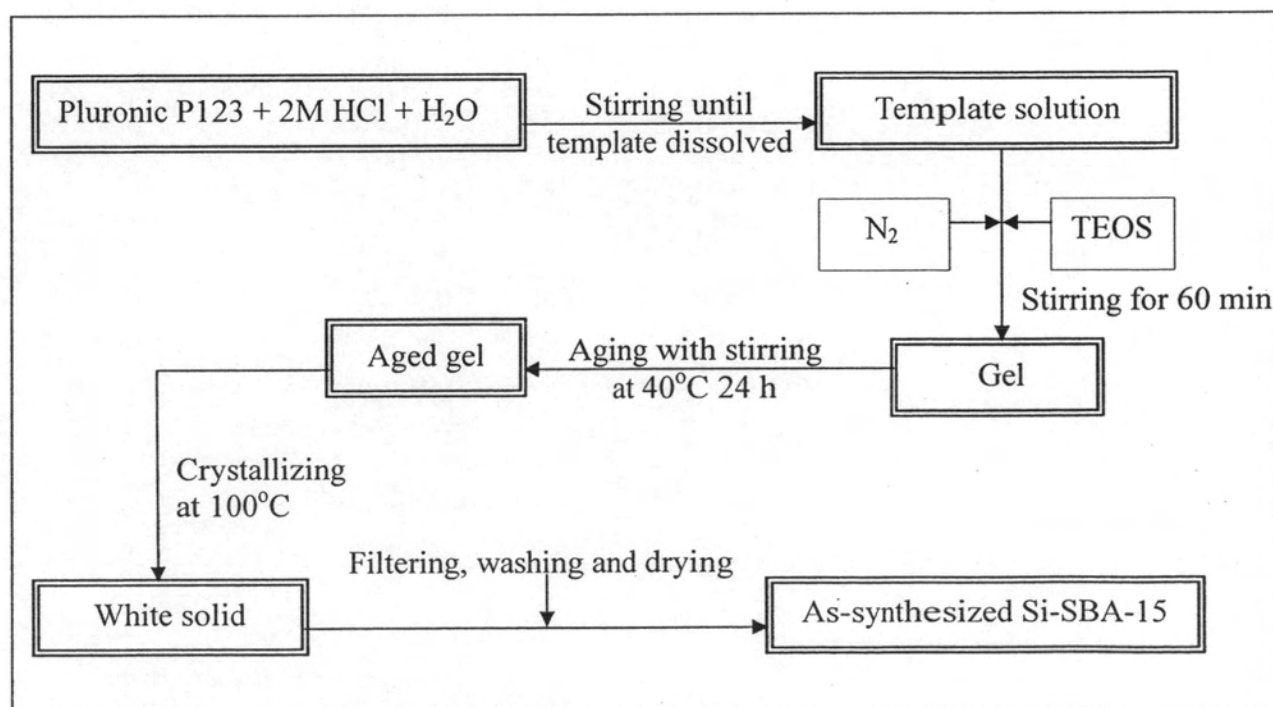 Pluronic P123 + 2M HCl + H₂O
Stirring until
template dissolved
Template solution
N₂
TEOS
Stirring for 60 min
Gel
Aging with stirring
at 40°C 24 h
Aged gel
Crystallizing
at 100°C
White solid
Filtering, washing and drying
As-synthesized Si-SBA-15